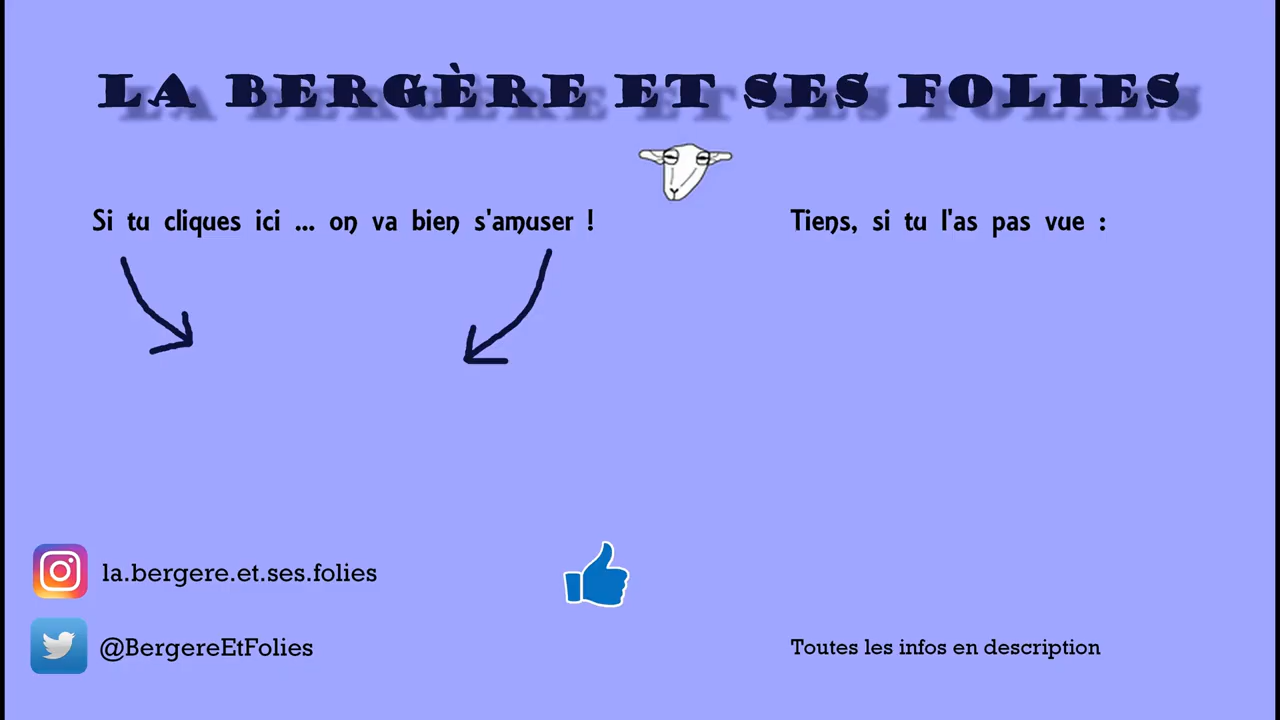 LA BERGÈRE ET SES FOLIES
Si tu cliques ici ... on va bien s'amuser !
Tiens, si tu l'as pas vue :
la.bergere.et.ses.folies
@BergereEtFolies
Toutes les infos en description